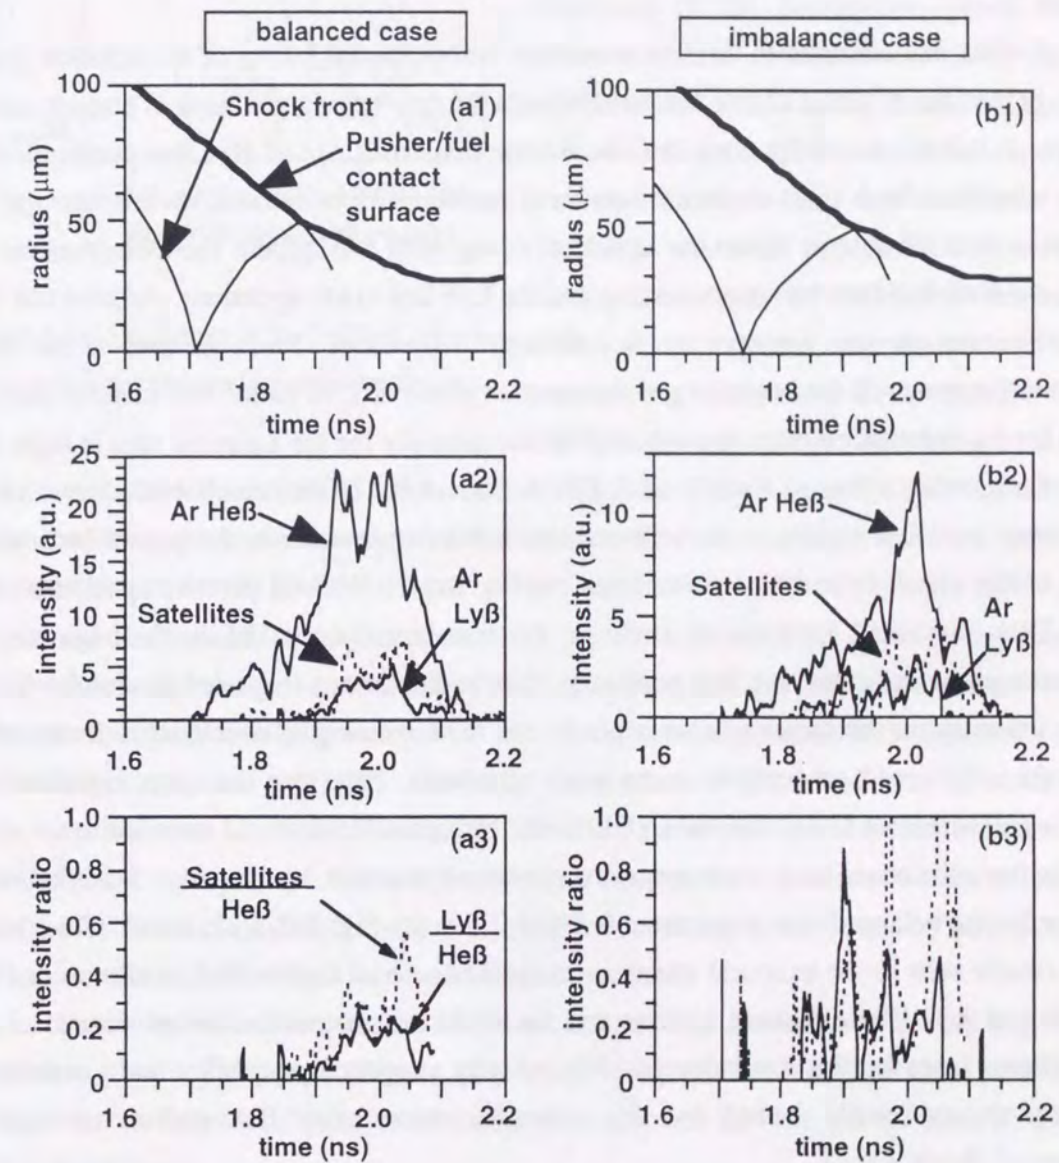 balanced case
imbalanced case
100
Shock front
(a1)
Pusher/fuel
contact
surface
50
radius (µm)
0
1.6
1.8
2.0
2.2
time (ns)
100
(b1)
50
radius (µm)
0
1.6
1.8
2.0
2.2
time (ns)
25
(a2)
20
Ar Heß
15
Satellites
Ar
Lyß
10
5
0
intensity (a.u.)
1.6
1.8
2.0
2.2
time (ns)
(b2)
10
Ar Heß
Satellites
5
Ar
Lyß
0
intensity (a.u.)
1.6
1.8
2.0
2.2
time (ns)
1.0
(a3)
0.8
Satellites
Heß
0.6
Lyß
Heß
0.4
0.2
0
intensity ratio
1.6
1.8
2.0
2.2
time (ns)
1.0
(b3)
0.8
0.6
0.4
0.2
0
intensity ratio
1.6
1.8
2.0
2.2
time (ns)